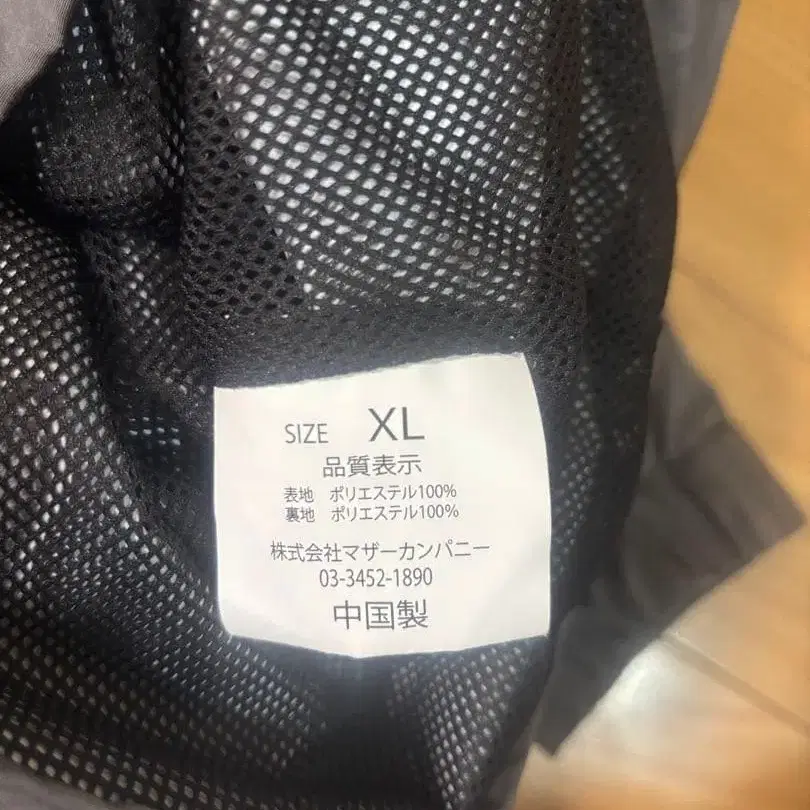 SIZE XL
品質表示
表地 ポリエステル100%
裏地 ポリエステル100%
株式会社マザーカンパニー
03-3452-1890
中国製